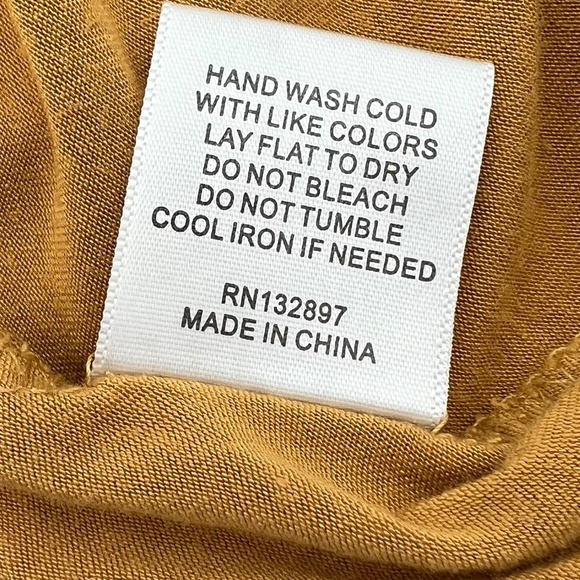 HAND WASH COLD
WITH LIKE COLORS
LAY FLAT TO DRY
DO NOT BLEACH
DO NOT TUMBLE
COOL IRON IF NEEDED
RN132897
MADE IN CHINA